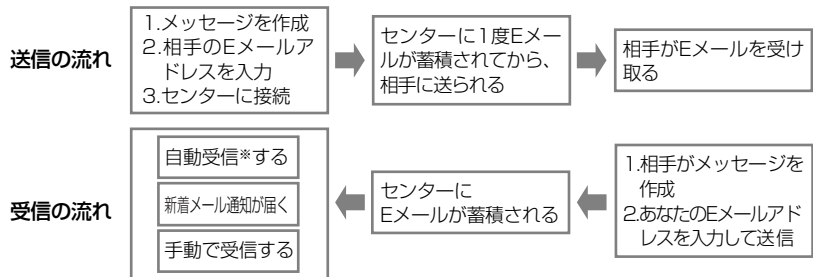 送信の流れ
1.メッセージを作成
2.相手のEメールア
ドレスを入力
3.センターに接続
センターに1度Eメー
ルが蓄積されてから、
相手に送られる
相手がEメールを受け
取る
受信の流れ
自動受信※する
新着メール通知が届く
手動で受信する
センターに
Eメールが蓄積される
1.相手がメッセージを
作成
2.あなたのEメールアド
レスを入力して送信